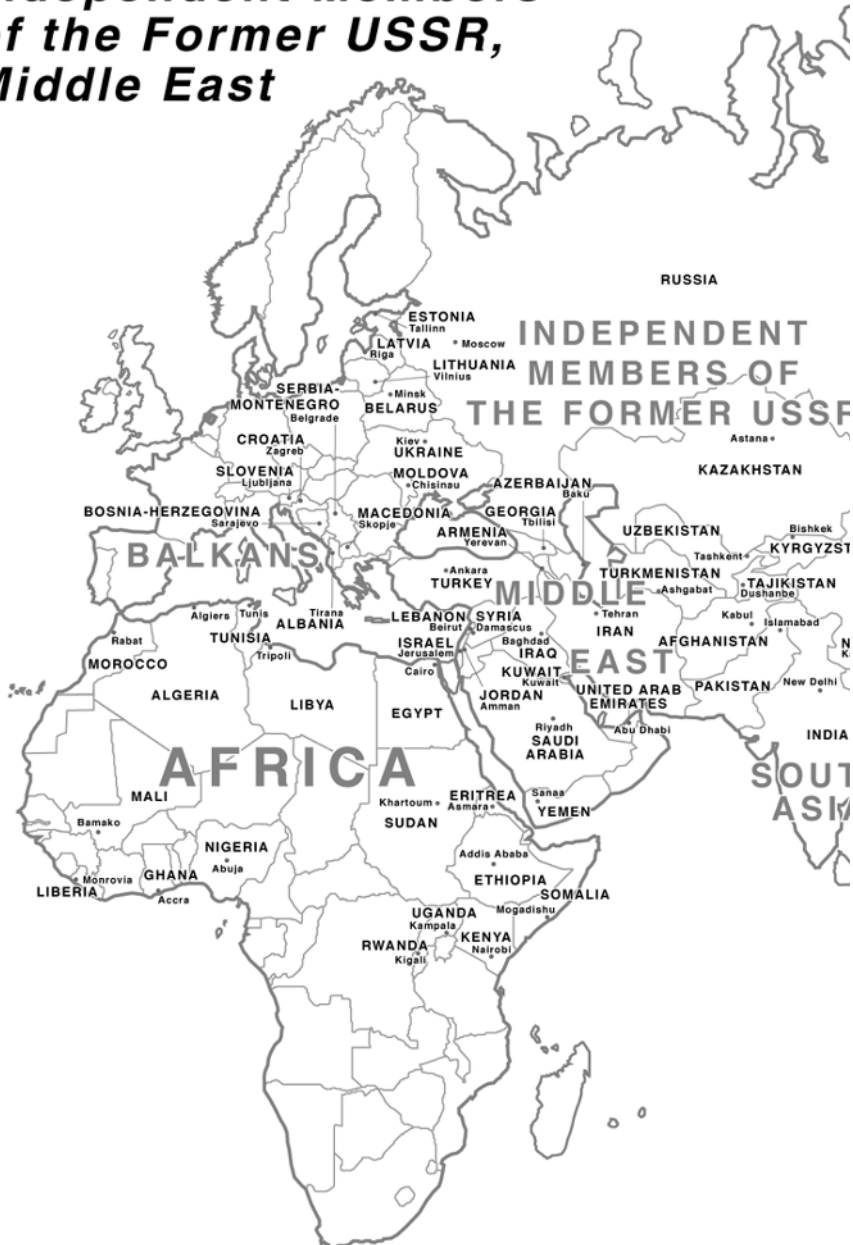 of the Former USSR,
Middle East
RUSSIA
ESTONIA
Tallinn
INDEPENDENT
MEMBERS OF
THE FORMER USSR
LATVIA
Riga
Moscow
LITHUANIA
Vilnius
SERBIA-
MONTENEGRO
Belgrade
Minsk
BELARUS
CROATIA
Zagreb
Kiev
UKRAINE
Astana
KAZAKHSTAN
SLOVENIA
Ljubljana
MOLDOVA
Chisinau
AZERBAIJAN
Baku
BOSNIA-HERZEGOVINA
Sarajevo
MACEDONIA
Skopje
GEORGIA
Tbilisi
ARMENIA
Yerevan
UZBEKISTAN
Bishkek
KYRGYZST
Tashkent
BALKANS
Ankara
TURKEY
MIDDLE
EAST
TURKMENISTAN
Ashgabat
TAJIKISTAN
Dushanbe
Algiers
Tunis
Tirana
ALBANIA
LEBANON
Beirut
SYRIA
Damascus
Tehran
IRAN
Kabul
AFGHANISTAN
Islamabad
Rabat
MOROCCO
TUNISIA
Tripoli
ISRAEL
Jerusalem
Baghdad
IRAQ
Cairo
KUWAIT
Kuwait
JORDAN
Amman
UNITED ARAB
EMIRATES
Abu Dhabi
PAKISTAN
New Delhi
ALGERIA
LIBYA
EGYPT
Riyadh
SAUDI
ARABIA
INDIA
AFRICA
SOUT
ASIA
MALI
Bamako
Khartoum
SUDAN
ERITREA
Asmara
Sanaa
YEMEN
NIGERIA
Abuja
Monrovia
LIBERIA
GHANA
Accra
Addis Ababa
ETHIOPIA
SOMALIA
Mogadishu
UGANDA
Kampala
RWANDA
Kigali
KENYA
Nairobi